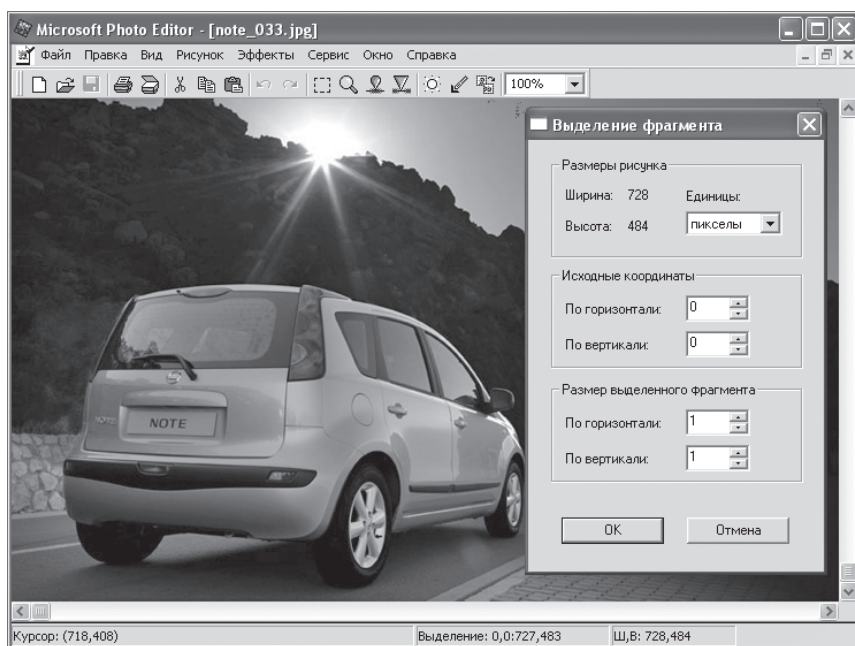 Microsoft Photo Editor - [note_033.jpg]
Файл Правка Вид Рисунок Эффекты Сервис Окно Справка
100%
Выделение фрагмента
Размеры рисунка
Ширина: 728 Единицы:
Высота: 484 пикселы
Исходные координаты
По горизонтали: 0
По вертикали: 0
Размер выделенного фрагмента
По горизонтали: 1
По вертикали: 1
OK Отмена
NOTE
Курсор: (718,408) Выделение: 0,0:727,483 Ш,В: 728,484